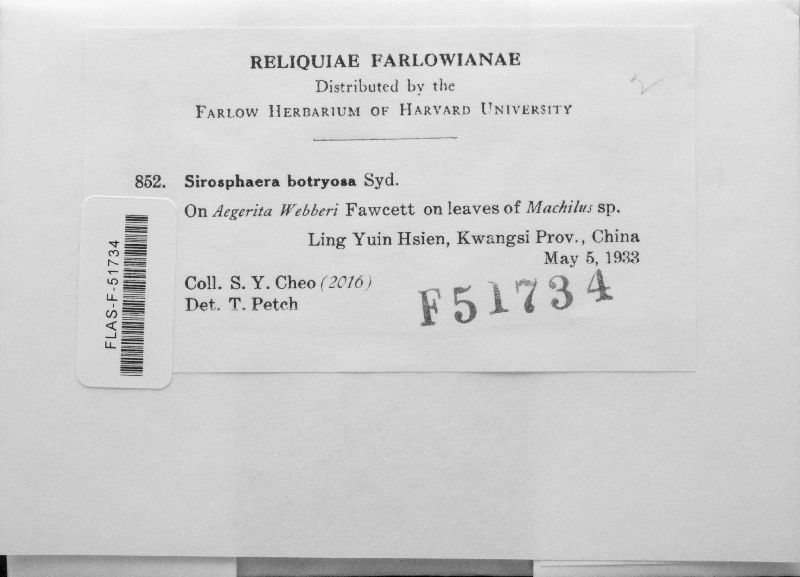 RELIQUIAE FARLOWIANAE
Distributed by the
FARLOW HERBARIUM OF HARVARD UNIVERSITY
2
852. Sirosphaera botryosa Syd.
On Aegerita Webberi Fawcett on leaves of Machilus sp.
Ling Yuin Hsien, Kwangsi Prov., China
May 5, 1933
Coll. S. Y. Cheo (2016)
Det. T. Petch
F51734
FLAS-F-51734